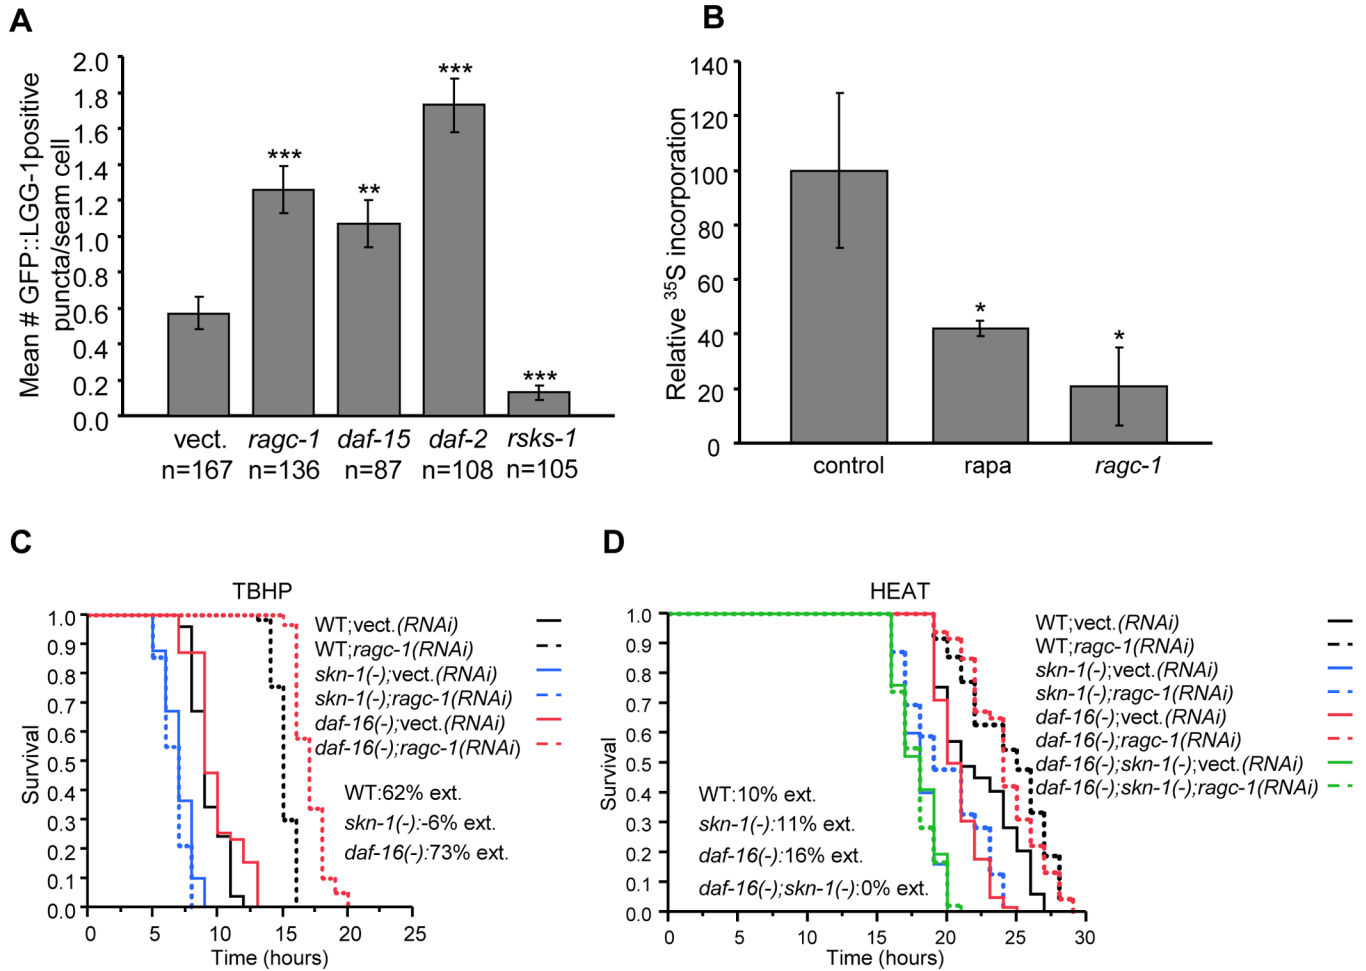 A
Mean # GFP::LGG-1positive
puncta/seam cell
2.0
1.8
1.6
1.4
1.2
1.0
0.8
0.6
0.4
0.2
0.0
***
**
***
***
vect.
ragc-1
daf-15
daf-2
rsks-1
n=167
n=136
n=87
n=108
n=105
B
Relative 35S incorporation
140
120
100
80
60
40
20
0
*
*
control
rapa
ragc-1
C
TBHP
Survival
1.0
0.9
0.8
0.7
0.6
0.5
0.4
0.3
0.2
0.1
0.0
0
5
10
15
20
25
Time (hours)
WT;vect.(RNAi)
WT;ragc-1(RNAi)
skn-1(-);vect.(RNAi)
skn-1(-);ragc-1(RNAi)
daf-16(-);vect.(RNAi)
daf-16(-);ragc-1(RNAi)
WT:62% ext.
skn-1(-):-6% ext.
daf-16(-):73% ext.
D
HEAT
Survival
1.0
0.9
0.8
0.7
0.6
0.5
0.4
0.3
0.2
0.1
0.0
0
5
10
15
20
25
30
Time (hours)
WT;vect.(RNAi)
WT;ragc-1(RNAi)
skn-1(-);vect.(RNAi)
skn-1(-);ragc-1(RNAi)
daf-16(-);vect.(RNAi)
daf-16(-);ragc-1(RNAi)
daf-16(-);skn-1(-);vect.(RNAi)
daf-16(-);skn-1(-);ragc-1(RNAi)
WT:10% ext.
skn-1(-):11% ext.
daf-16(-):16% ext.
daf-16(-);skn-1(-):0% ext.